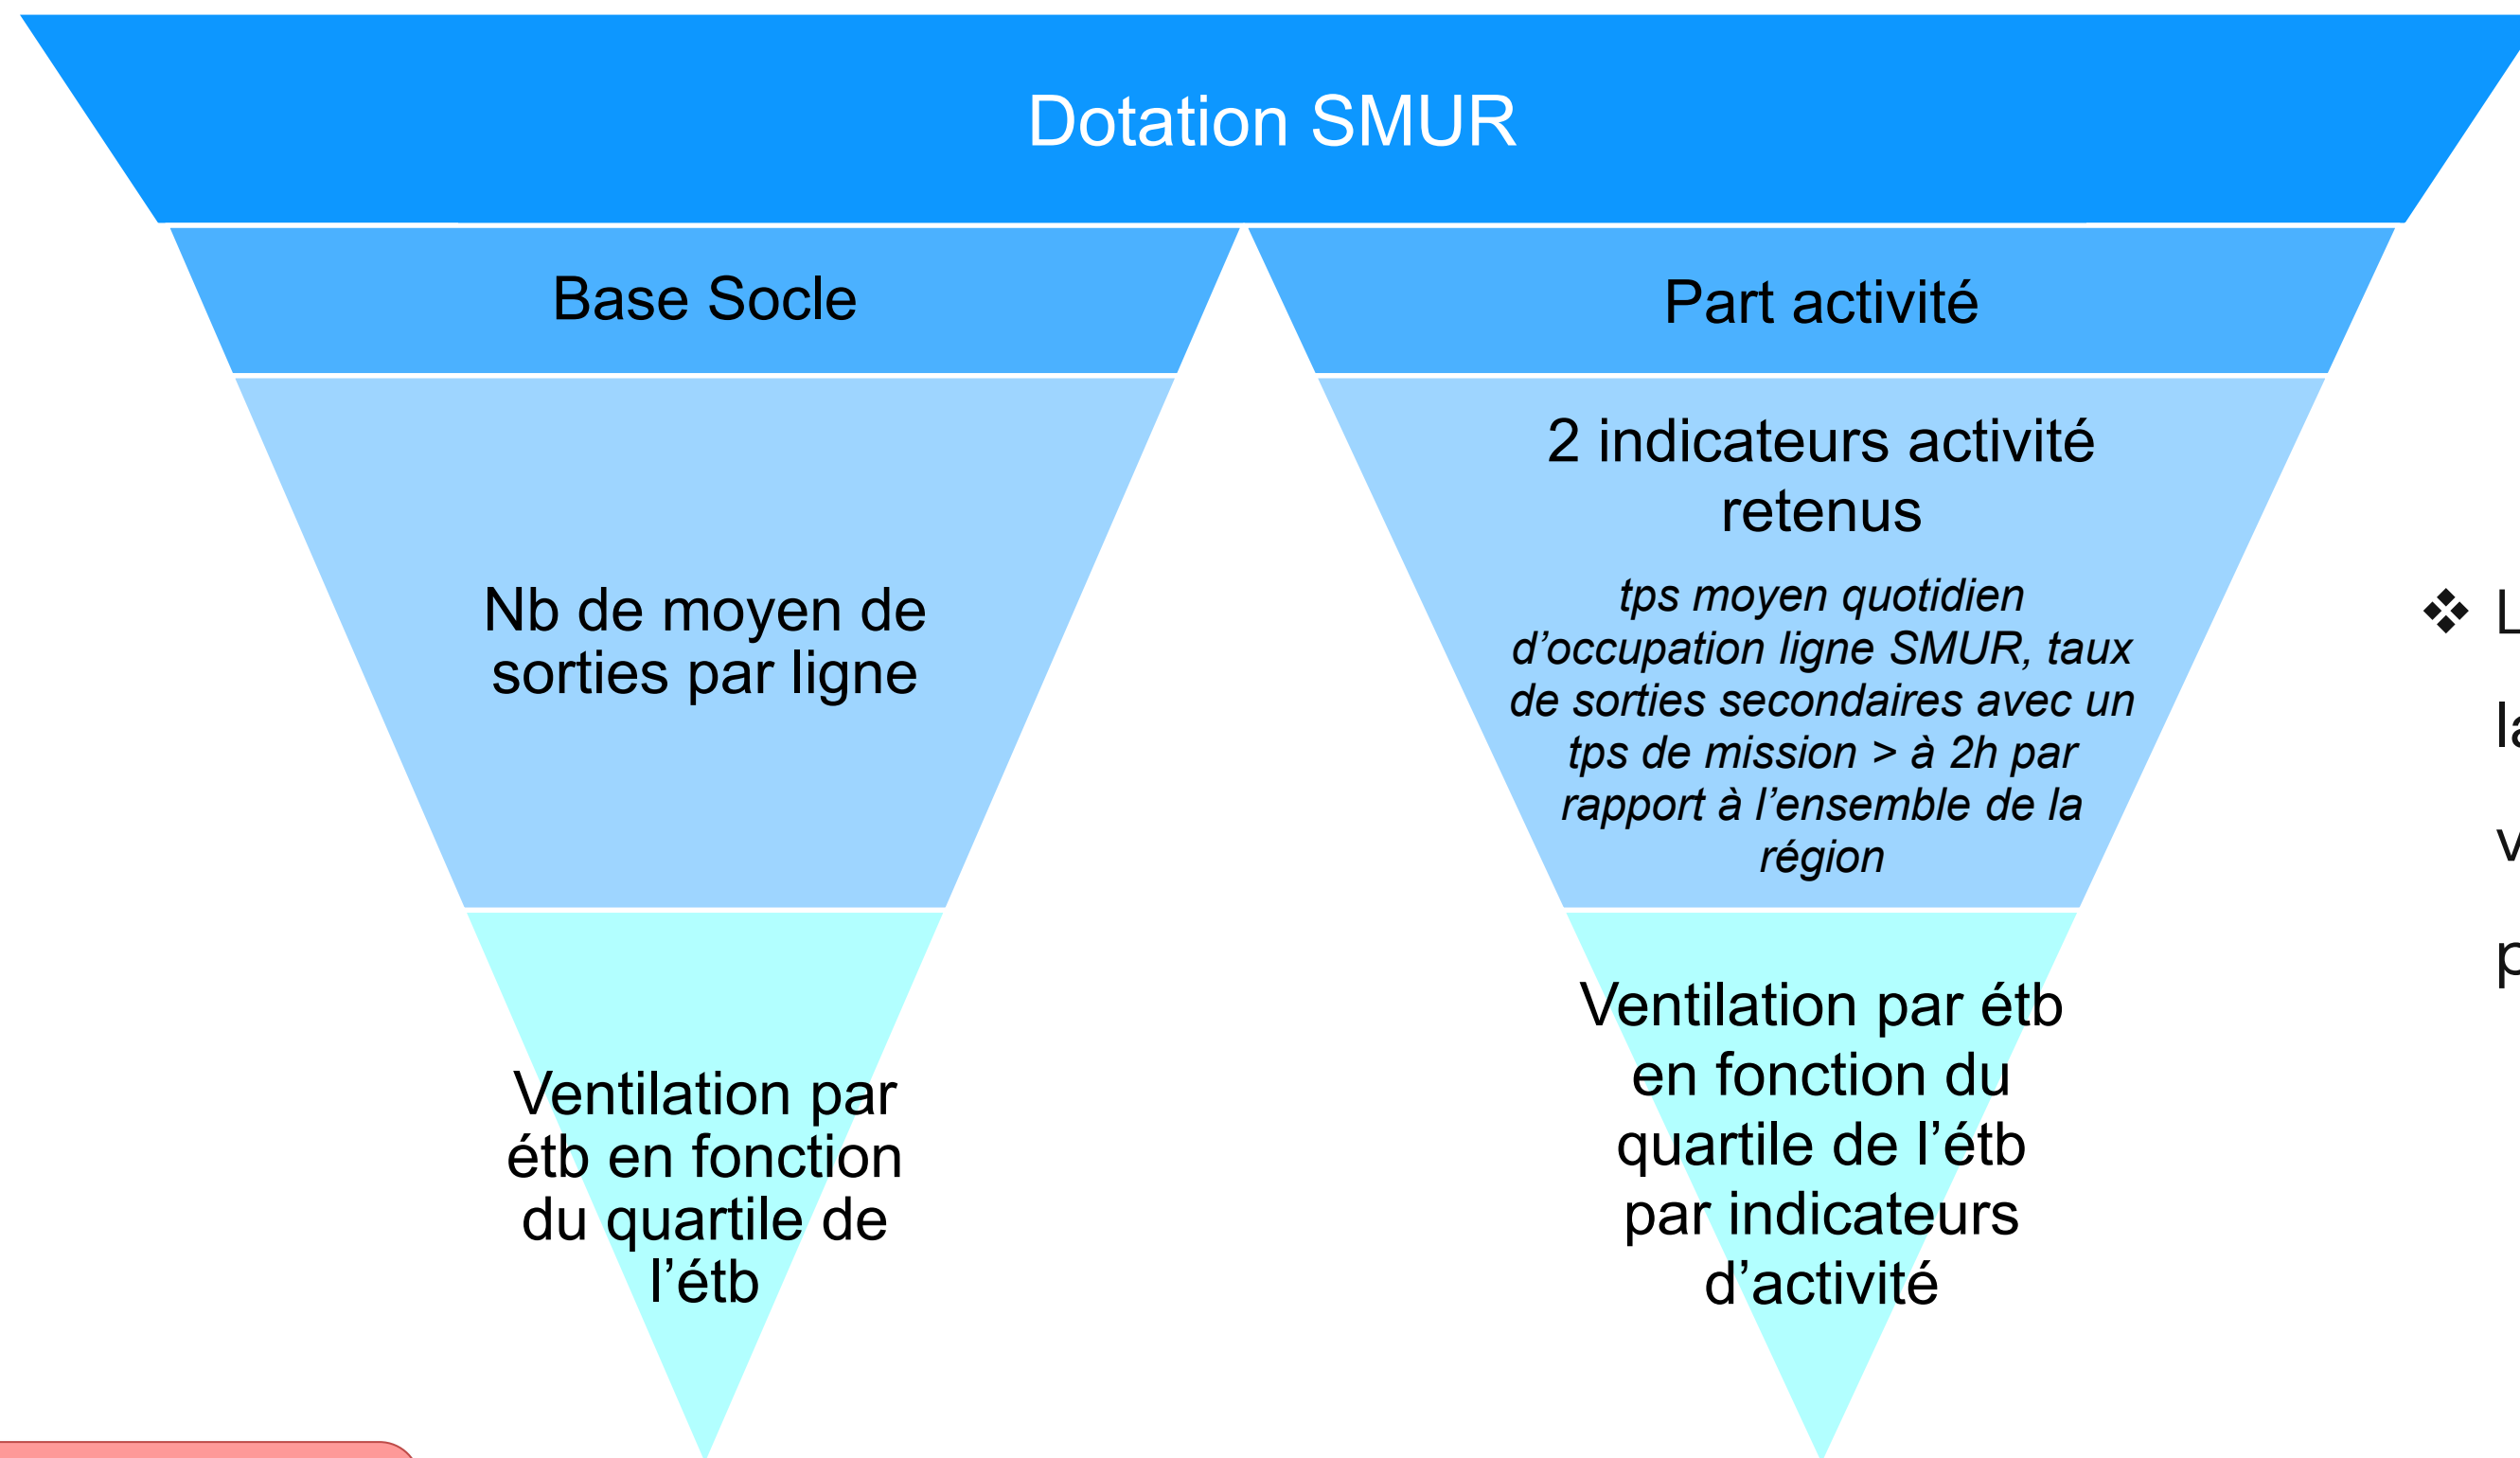 Dotation SMUR
Base Socle
Nb de moyen de
sorties par ligne
Ventilation par
étb en fonction
du quartile de
l’étb
Part activité
2 indicateurs activité
retenus
tps moyen quotidien
d’occupation ligne SMUR, taux
de sorties secondaires avec un
tps de mission > à 2h par
rapport à l’ensemble de la
région
Ventilation par étb
en fonction du
quartile de l’étb
par indicateurs
d’activité